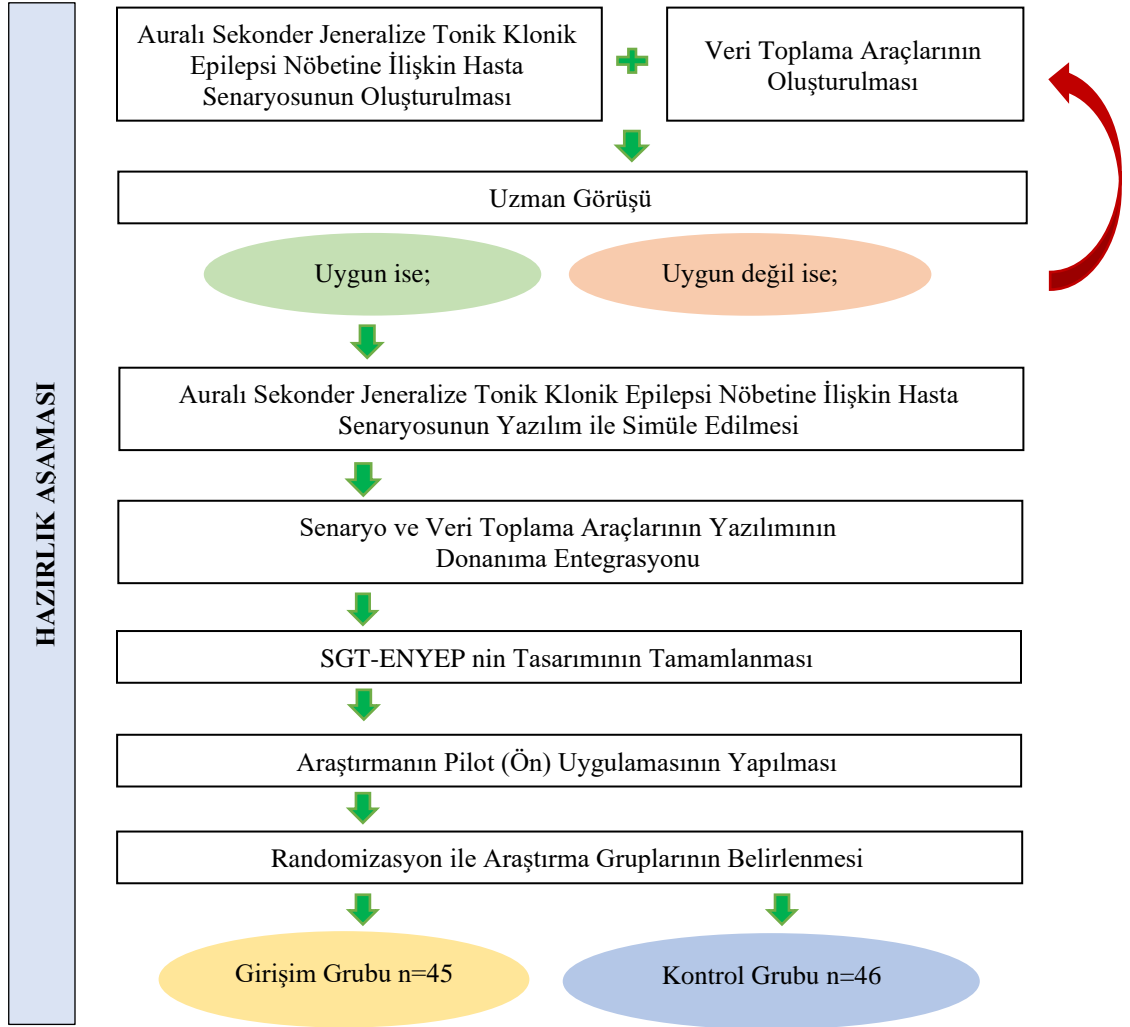 Auralı Sekonder Jeneralize Tonik Klonik
Epilepsi Nöbetine İlişkin Hasta
Senaryosunun Oluşturulması
Veri Toplama Araçlarının
Oluşturulması
Uzman Görüşü
Uygun ise;
Uygun değil ise;
HAZIRLIK AŞAMASI
Auralı Sekonder Jeneralize Tonik Klonik Epilepsi Nöbetine İlişkin Hasta
Senaryosunun Yazılım ile Simüle Edilmesi
Senaryo ve Veri Toplama Araçlarının Yazılımının
Donanıma Entegrasyonu
SGT-ENYEP nin Tasarımının Tamamlanması
Araştırmanın Pilot (Ön) Uygulamasının Yapılması
Randomizasyon ile Araştırma Gruplarının Belirlenmesi
Girişim Grubu n=45
Kontrol Grubu n=46